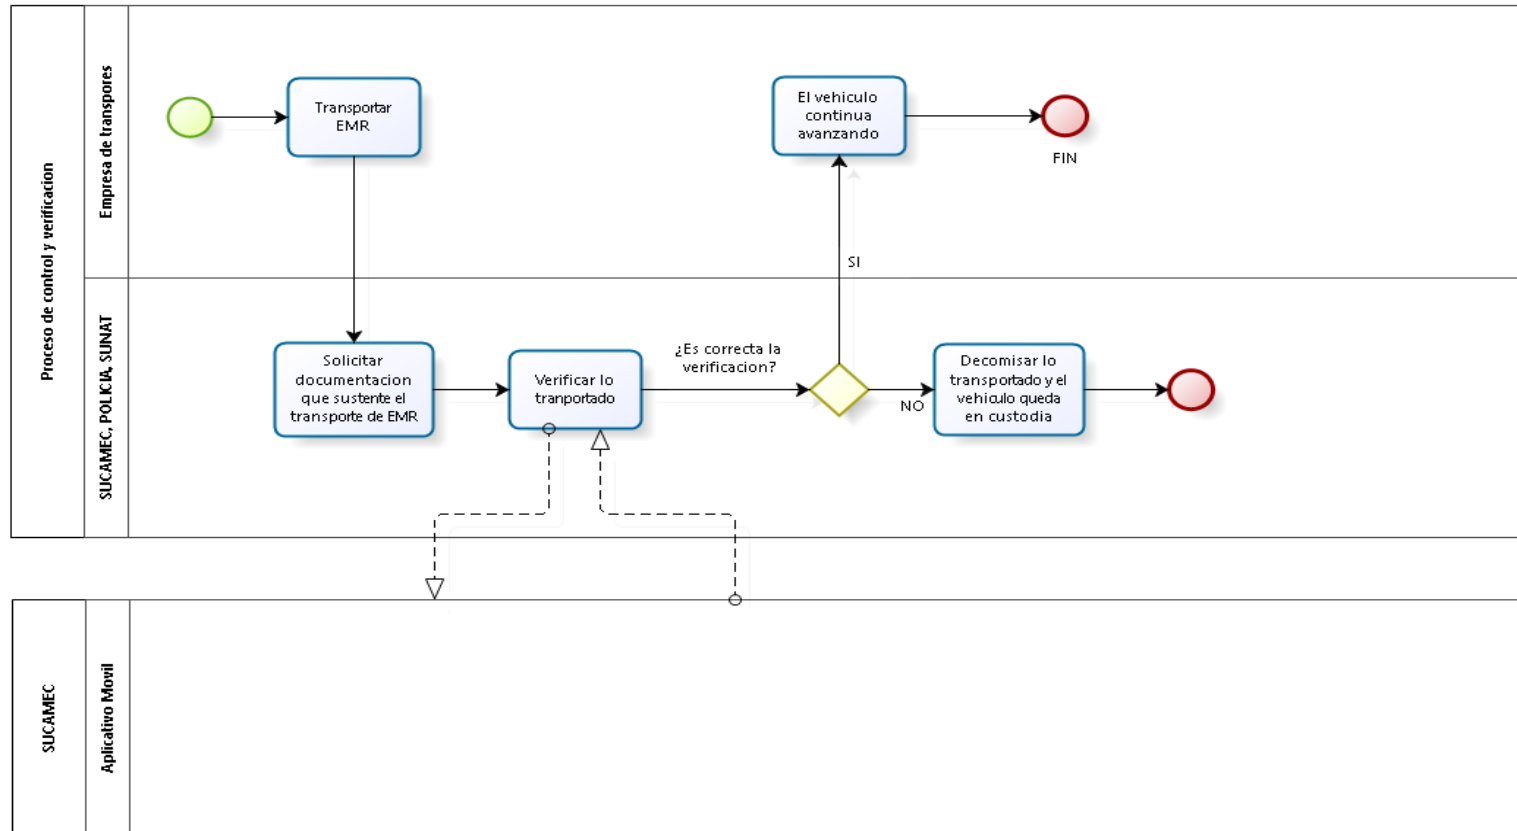 Proceso de control y verificacion
Empresa de transpores
Transportar
EMR
El vehiculo
continua
avanzando
FIN
SI
SUCAMEC, POLICIA, SUNAT
Solicitar
documentacion
que sustente el
transporte de EMR
Verificar lo
tranportado
¿Es correcta la
verificacion?
NO
Decomisar lo
transportado y el
vehiculo queda
en custodia
SUCAMEC
Aplicativo Movil